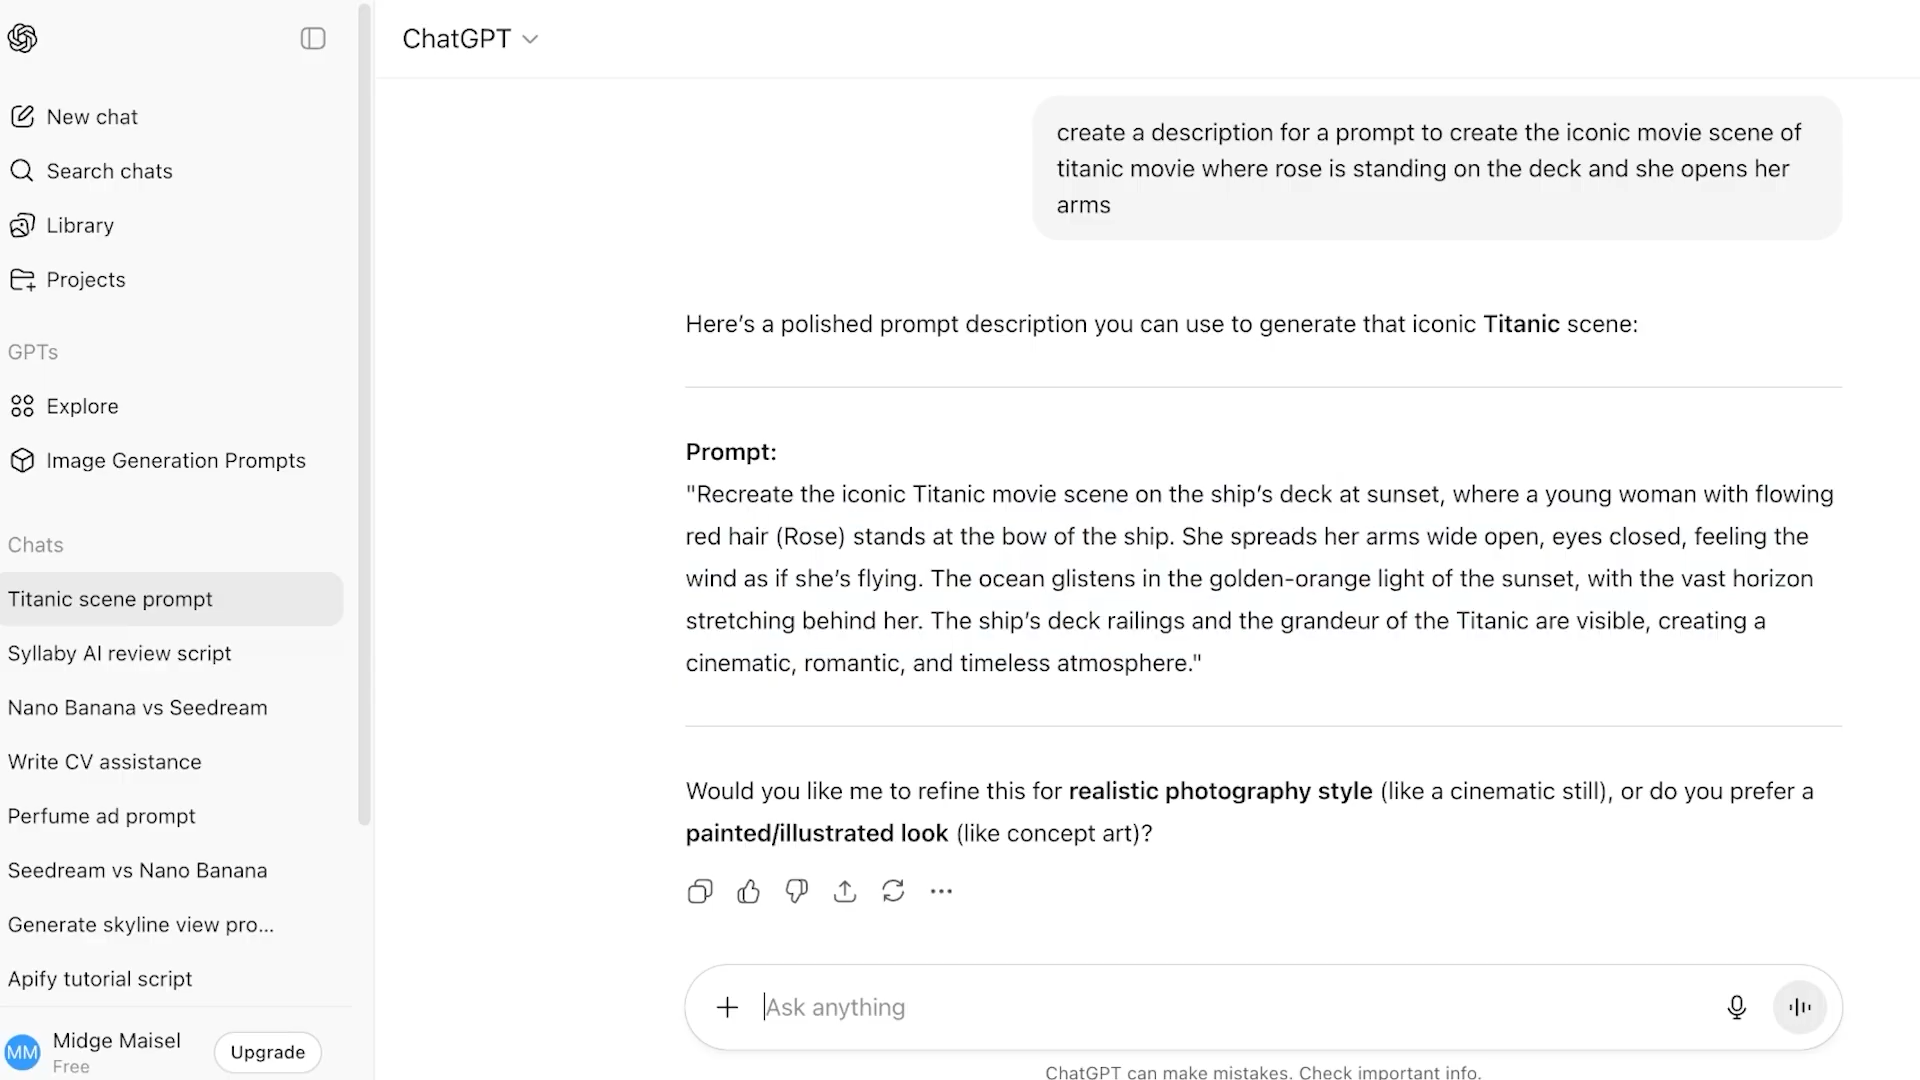 ChatGPT
New chat
Search chats
Library
Projects
GPTs
Explore
Image Generation Prompts
Chats
Titanic scene prompt
Syllaby AI review script
Nano Banana vs Seedream
Write CV assistance
Perfume ad prompt
Seedream vs Nano Banana
Generate skyline view pro...
Apify tutorial script
MM
Midge Maisel
Free
Upgrade
create a description for a prompt to create the iconic movie scene of
titanic movie where rose is standing on the deck and she opens her
arms
Here’s a polished prompt description you can use to generate that iconic Titanic scene:
Prompt:
"Recreate the iconic Titanic movie scene on the ship’s deck at sunset, where a young woman with flowing
red hair (Rose) stands at the bow of the ship. She spreads her arms wide open, eyes closed, feeling the
wind as if she’s flying. The ocean glistens in the golden-orange light of the sunset, with the vast horizon
stretching behind her. The ship’s deck railings and the grandeur of the Titanic are visible, creating a
cinematic, romantic, and timeless atmosphere."
Would you like me to refine this for realistic photography style (like a cinematic still), or do you prefer a
painted/illustrated look (like concept art)?
Ask anything
ChatGPT can make mistakes. Check important info.